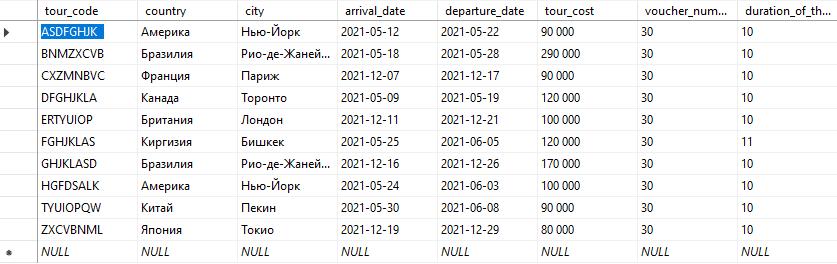 tour_code country city arrival_date departure_date tour_cost voucher_num... duration_of_th
ASDFGHJK Америка Нью-Йорк 2021-05-12 2021-05-22 90 000 30 10
BNMZXCVB Бразилия Рио-де-Жаней... 2021-05-18 2021-05-28 290 000 30 10
CXZMNBVC Франция Париж 2021-12-07 2021-12-17 90 000 30 10
DFGHJKLA Канада Торонто 2021-05-09 2021-05-19 120 000 30 10
ERTYUIOP Британия Лондон 2021-12-11 2021-12-21 100 000 30 10
FGHJKLAS Киргизия Бишкек 2021-05-25 2021-06-05 120 000 30 11
GHJKLASD Бразилия Рио-де-Жаней... 2021-12-16 2021-12-26 170 000 30 10
HGFDSALK Америка Нью-Йорк 2021-05-24 2021-06-03 100 000 30 10
TYUIOPQW Китай Пекин 2021-05-30 2021-06-08 90 000 30 10
ZXCVBNML Япония Токио 2021-12-19 2021-12-29 80 000 30 10
NULL NULL NULL NULL NULL NULL NULL NULL